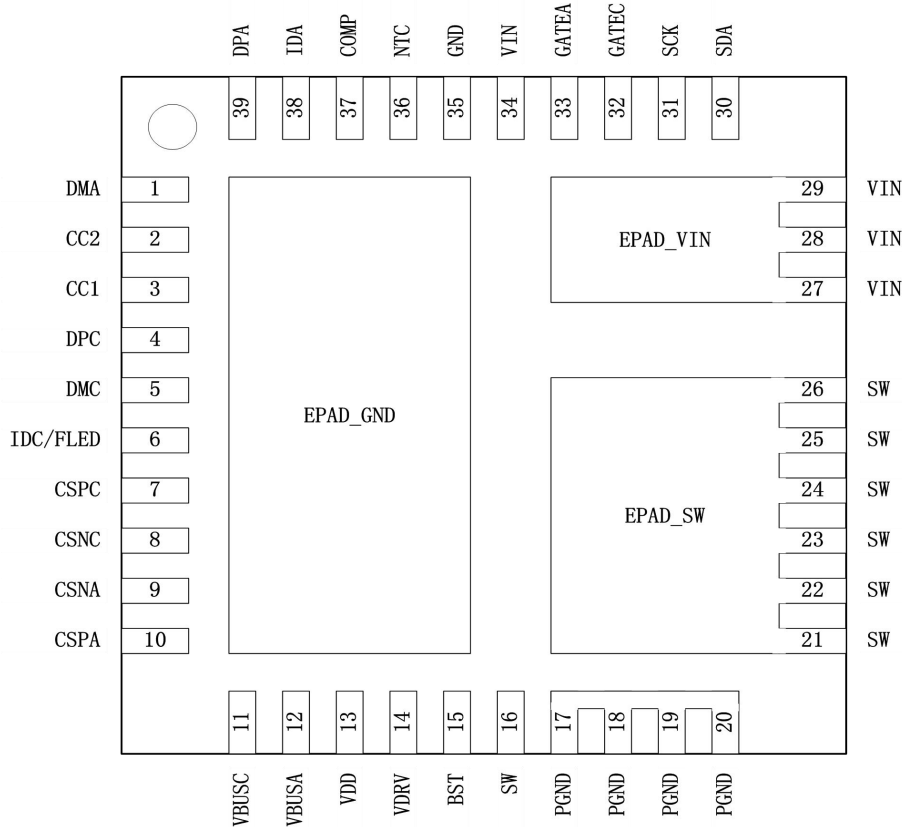 DPA IDA COMP NTC GND VIN GATEA GATEC SCK SDA
39 38 37 36 35 34 33 32 31 30
DMA 1 29 VIN
CC2 2 EPAD_VIN 28 VIN
CC1 3 27 VIN
DPC 4
DMC 5 26 SW
EPAD_GND
IDC/FLED 6 25 SW
CSPC 7 24 SW
EPAD_SW
CSNC 8 23 SW
CSNA 9 22 SW
CSPA 10 21 SW
11 12 13 14 15 16 17 18 19 20
VBUSC VBUSA VDD VDRV BST SW PGND PGND PGND PGND